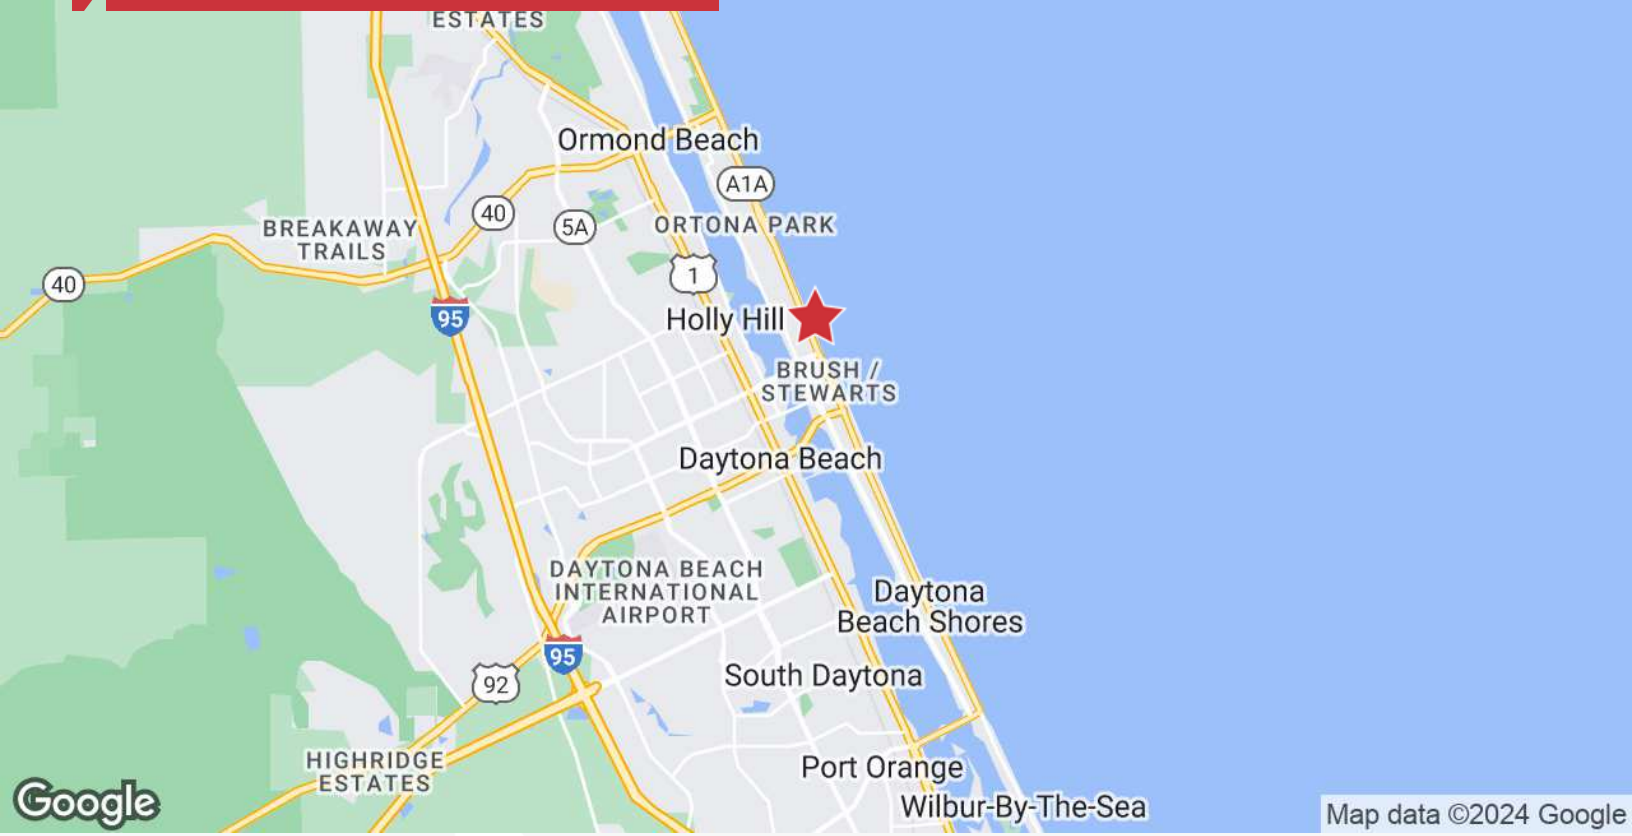 ESTATES
Ormond Beach
A1A
40
5A
ORTONA PARK
BREAKAWAY
TRAILS
1
40
95
Holly Hill
BRUSH /
STEWARTS
Daytona Beach
DAYTONA BEACH
INTERNATIONAL
AIRPORT
Daytona
Beach Shores
95
92
South Daytona
HIGHRIDGE
ESTATES
Port Orange
Wilbur-By-The-Sea
Google
Map data ©2024 Google